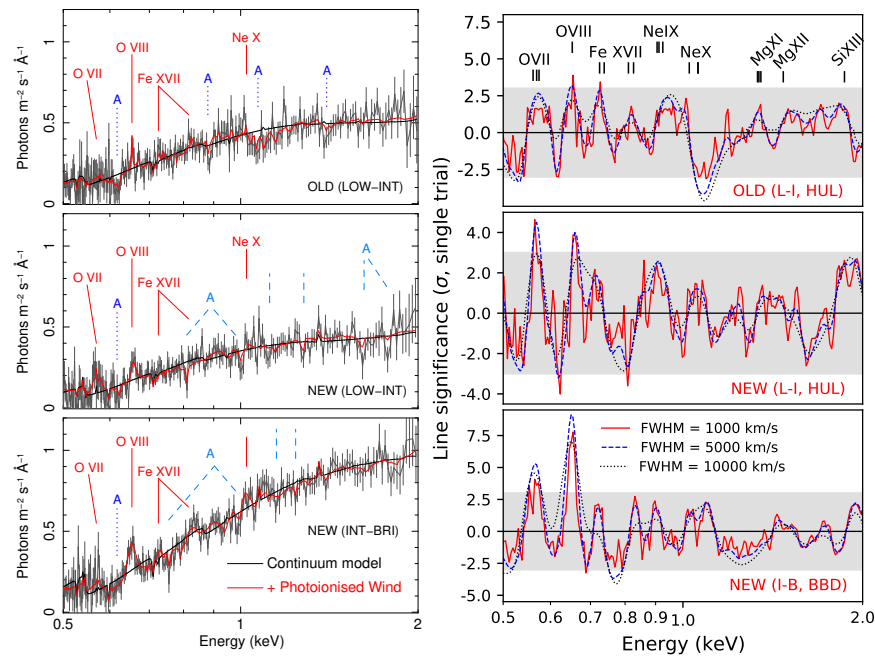 Photons m⁻² s⁻¹ Å⁻¹
1
0.5
0
O VII
O VIII
Fe XVII
Ne X
A
A
A
A
OLD (LOW−INT)
Photons m⁻² s⁻¹ Å⁻¹
1
0.5
0
O VII
O VIII
Fe XVII
Ne X
A
A
A
NEW (LOW−INT)
Photons m⁻² s⁻¹ Å⁻¹
1
0.5
0
O VII
O VIII
Fe XVII
A
A
NEW (INT−BRI)
Continuum model
+ Photoionised Wind
0.5
1
2
Energy (keV)
Line significance (σ, single trial)
7.5
5.0
2.5
0.0
-2.5
OVII
OVIII
Fe XVII
NeIX
NeX
MgXI
MgXII
SiXIII
OLD (L-I, HUL)
4.0
2.0
0.0
-2.0
-4.0
NEW (L-I, HUL)
7.5
5.0
2.5
0.0
-2.5
FWHM = 1000 km/s
FWHM = 5000 km/s
FWHM = 10000 km/s
NEW (I-B, BBD)
0.5 0.6 0.7 0.8 0.9 1.0 2.0
Energy (keV)